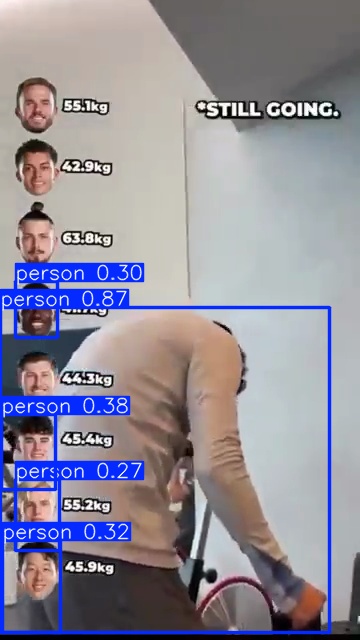 55.1kg
*STILL GOING.
42.9kg
63.8kg
person 0.30
person 0.87
44.3kg
person 0.38
45.4kg
person 0.27
55.2kg
person 0.32
45.9kg